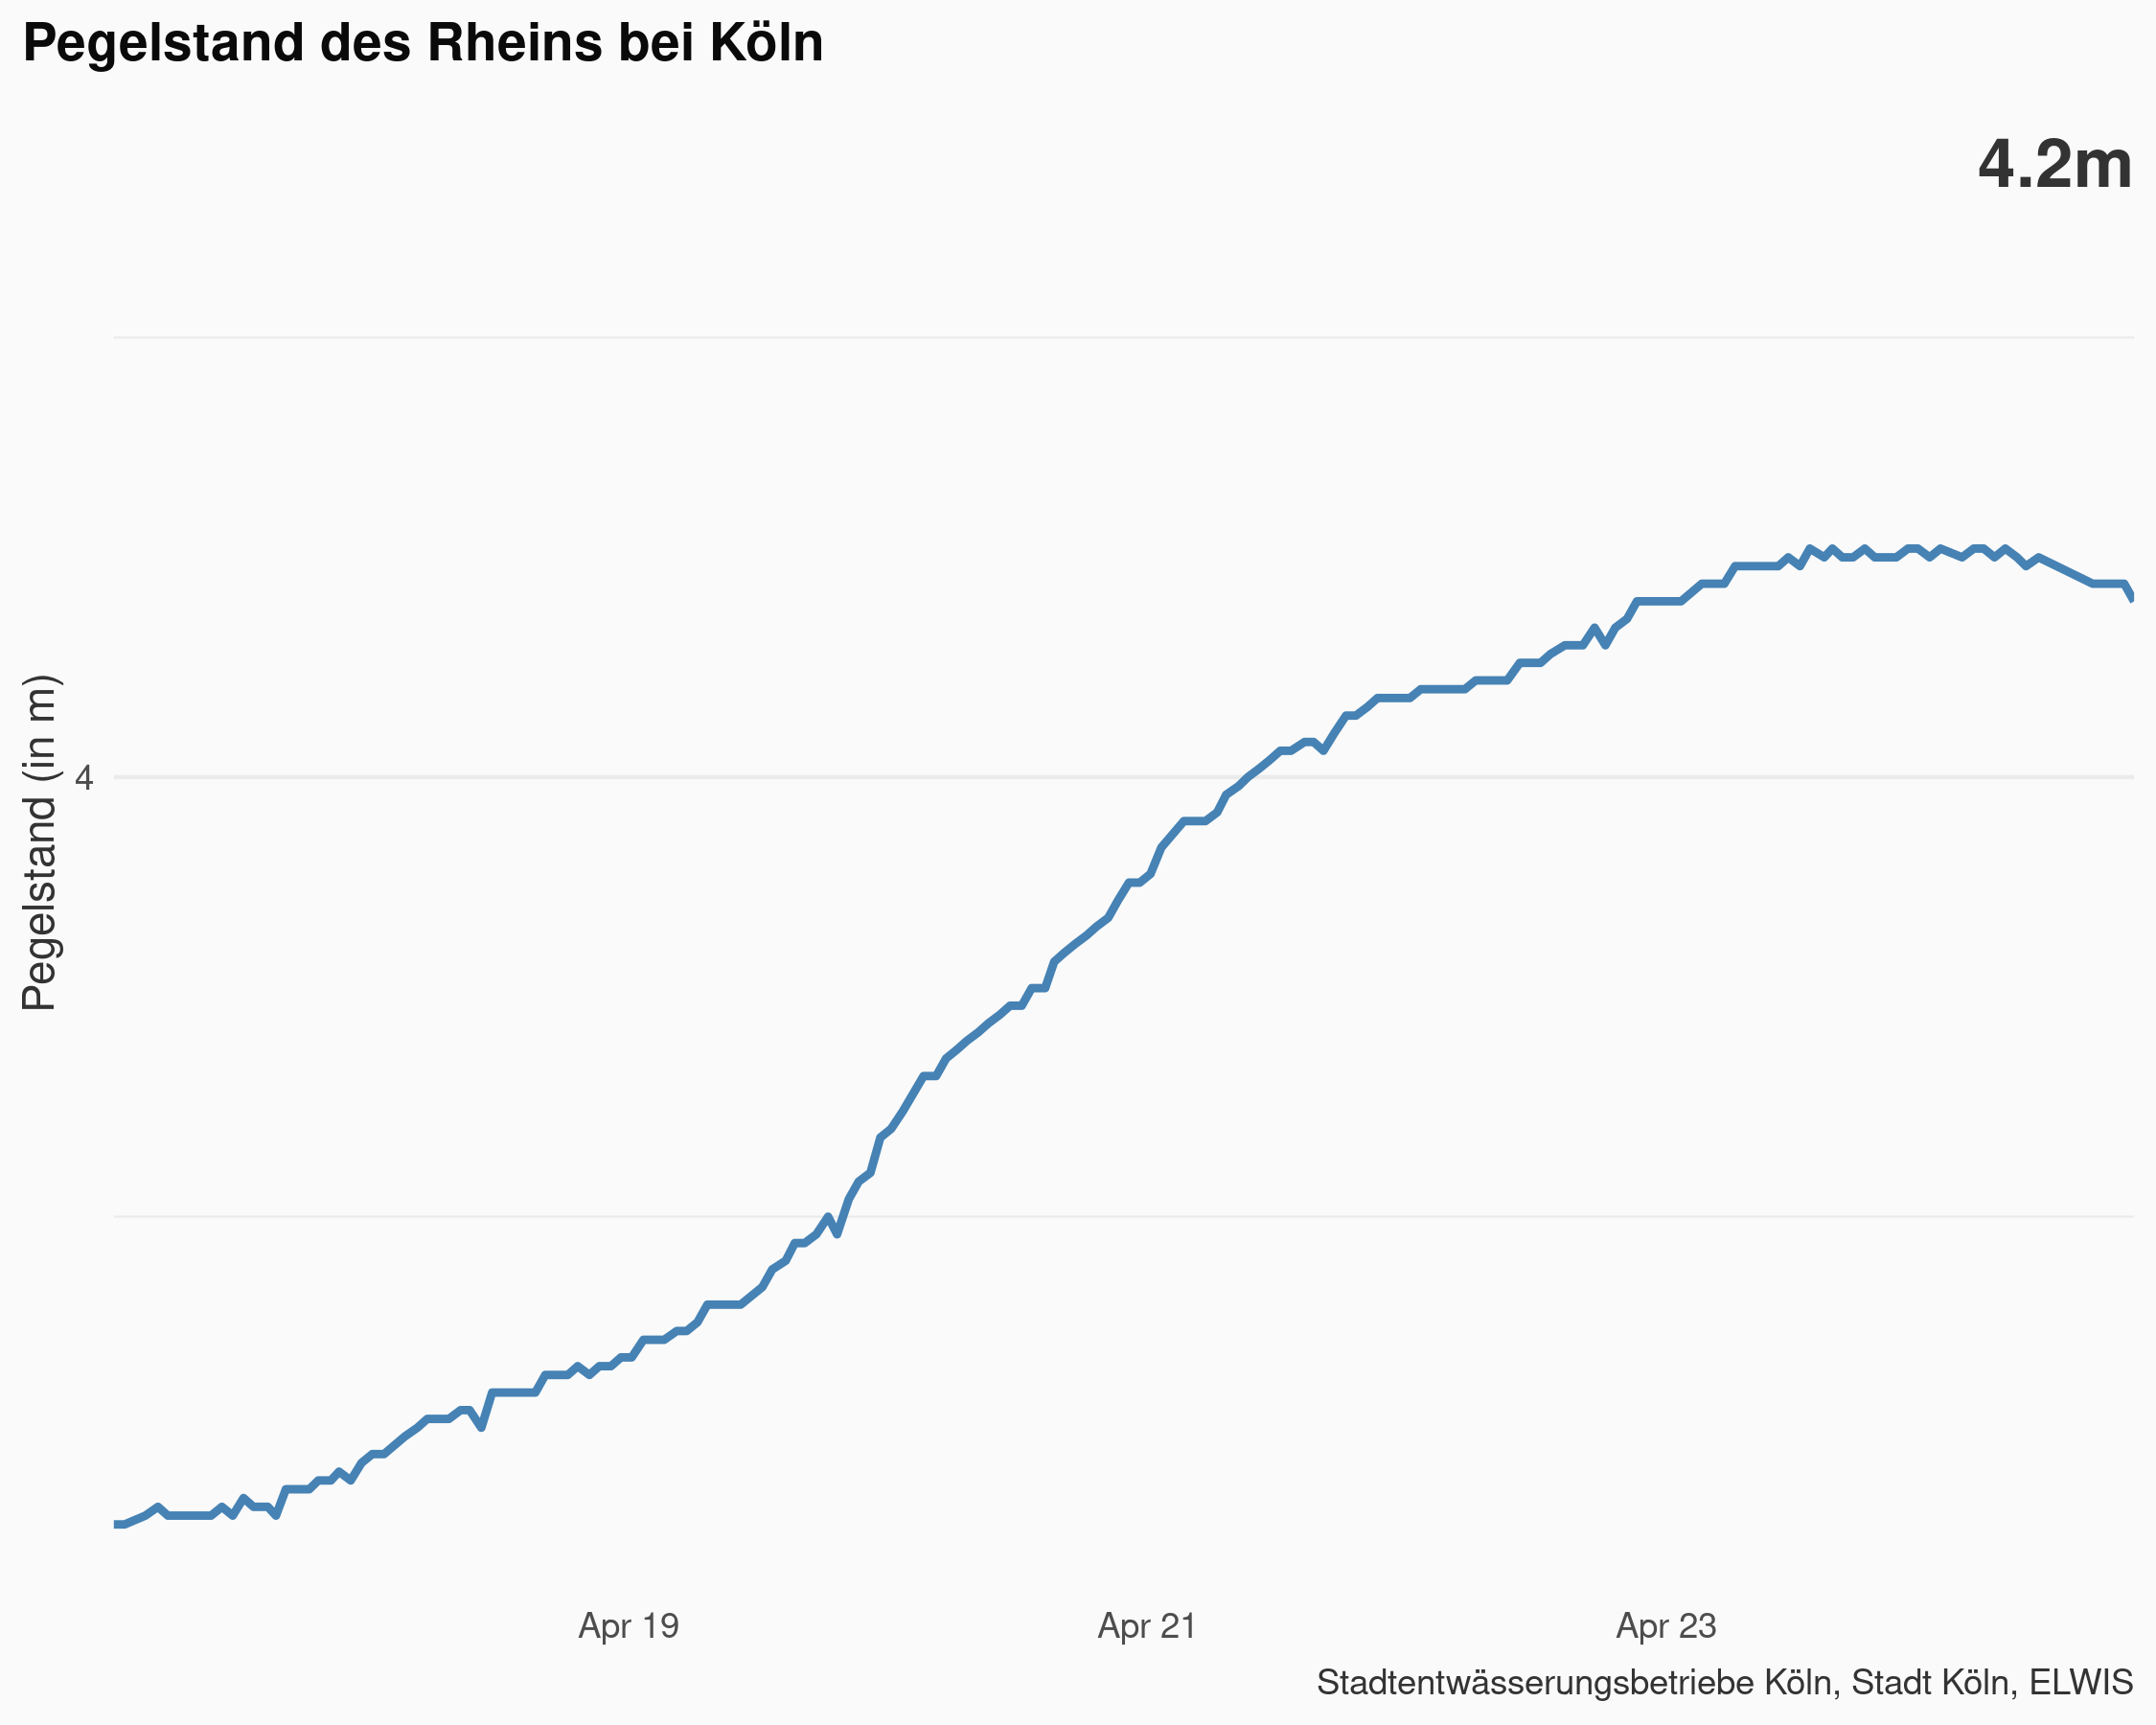 Pegelstand des Rheins bei Köln
4.2m
Pegelstand (in m)
4
Apr 19
Apr 21
Apr 23
Stadtentwässerungsbetriebe Köln, Stadt Köln, ELWIS